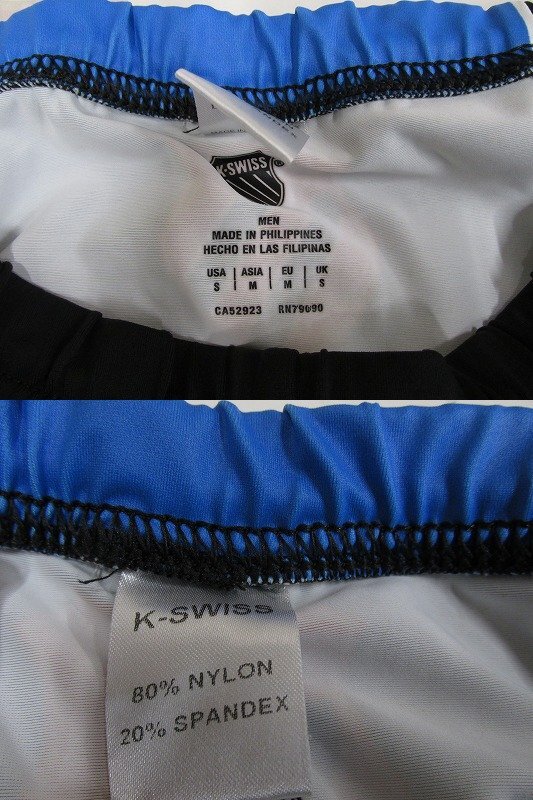 K·SWISS
MEN
MADE IN PHILIPPINES
HECHO EN LAS FILIPINAS
USA | ASIA | EU | UK
S | M | M | S
CA52923 RN79090
K-SWISS
80% NYLON
20% SPANDEX